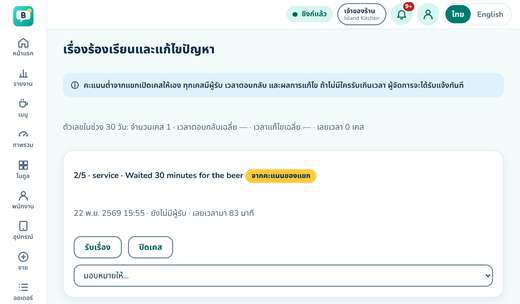 B
ซิงก์แล้ว
เจ้าของร้าน
Island Kitchen
9+
ไทย
English
หน้าแรก
รายงาน
เมนู
ภาพรวม
โมดูล
พนักงาน
อุปกรณ์
ขาย
ออเดอร์
เรื่องร้องเรียนและแก้ไขปัญหา
คะแนนต่ำจากแขกเปิดเคสให้เอง ทุกเคสมีผู้รับ เวลาตอบกลับ และผลการแก้ไข ถ้าไม่มีใครรับเกินเวลา ผู้จัดการจะได้รับแจ้งทันที
ตัวเลขในช่วง 30 วัน: จำนวนเคส 1 · เวลาตอบกลับเฉลี่ย — · เวลาแก้ไขเฉลี่ย — · เลยเวลา 0 เคส
2/5 · service · Waited 30 minutes for the beer จากคะแนนของแขก
22 พ.ย. 2569 15:55 · ยังไม่มีผู้รับ · เลยเวลามา 83 นาที
รับเรื่อง
ปิดเคส
มอบหมายให้...